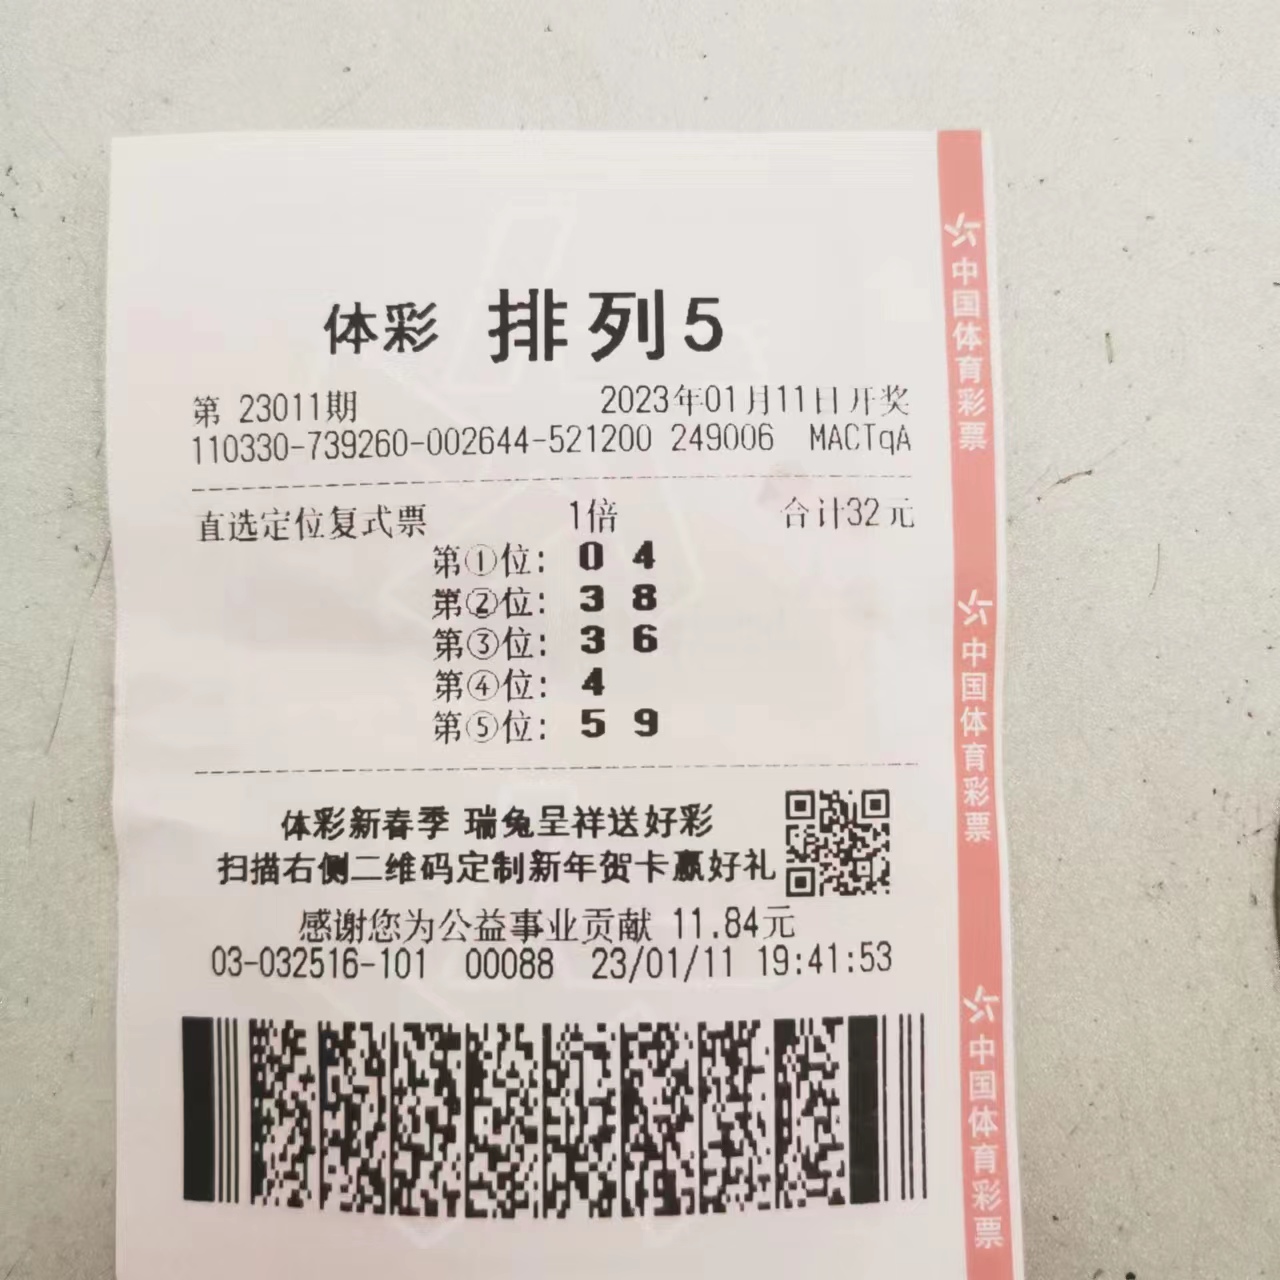 体彩 排列5
第 23011期 2023年01月11日开奖
110330-739260-002644-521200 249006 MACTqA
直选定位复式票 1倍 合计32元
第①位: 0 4
第②位: 3 8
第③位: 3 6
第④位: 4
第⑤位: 5 9
体彩新春季 瑞兔呈祥送好彩
扫描右侧二维码定制新年贺卡赢好礼
感谢您为公益事业贡献 11.84元
03-032516-101 00088 23/01/11 19:41:53
中国体育彩票
中国体育彩票
中国体育彩票